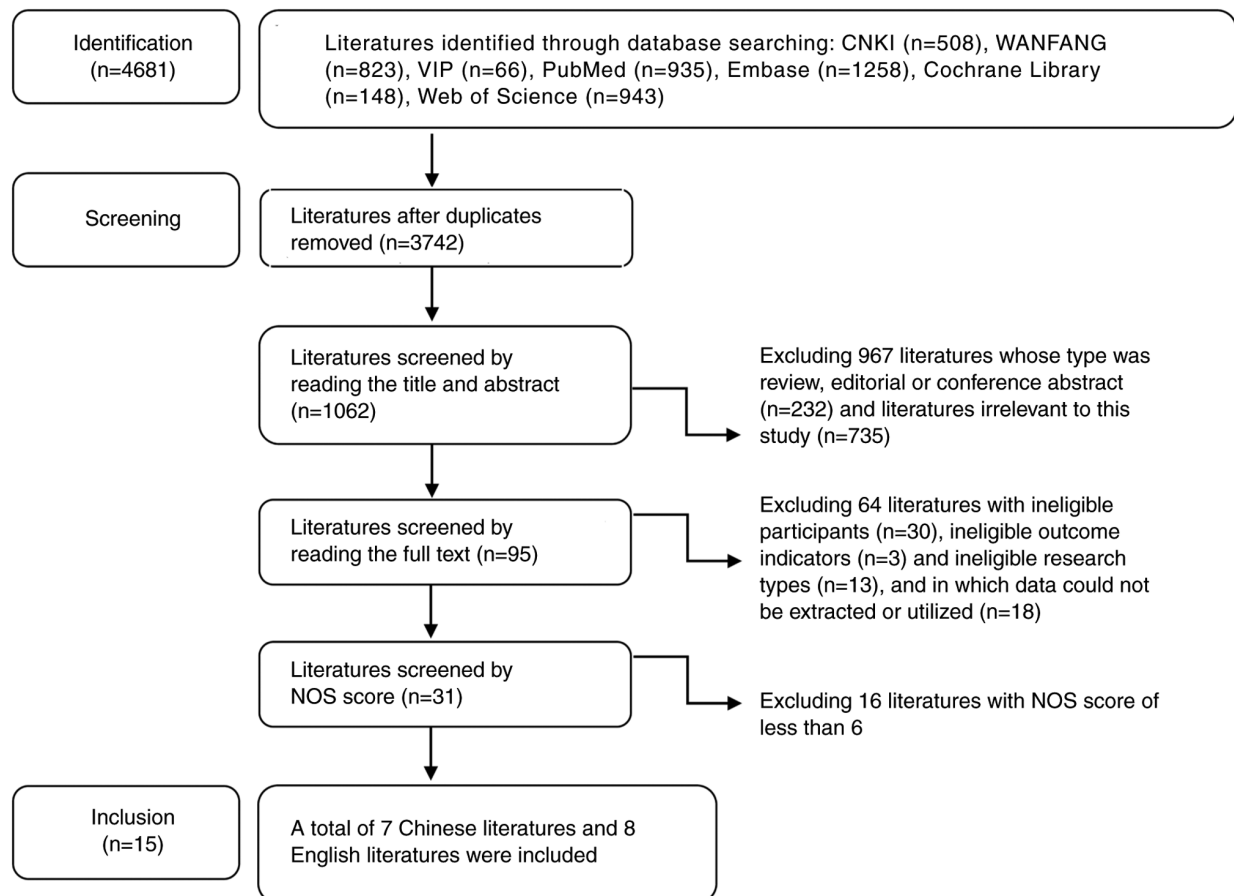 Identification
(n=4681)
Literatures identified through database searching: CNKI (n=508), WANFANG
(n=823), VIP (n=66), PubMed (n=935), Embase (n=1258), Cochrane Library
(n=148), Web of Science (n=943)
Screening
Literatures after duplicates
removed (n=3742)
Literatures screened by
reading the title and abstract
(n=1062)
Excluding 967 literatures whose type was
review, editorial or conference abstract
(n=232) and literatures irrelevant to this
study (n=735)
Literatures screened by
reading the full text (n=95)
Excluding 64 literatures with ineligible
participants (n=30), ineligible outcome
indicators (n=3) and ineligible research
types (n=13), and in which data could not
be extracted or utilized (n=18)
Literatures screened by
NOS score (n=31)
Excluding 16 literatures with NOS score of
less than 6
Inclusion
(n=15)
A total of 7 Chinese literatures and 8
English literatures were included